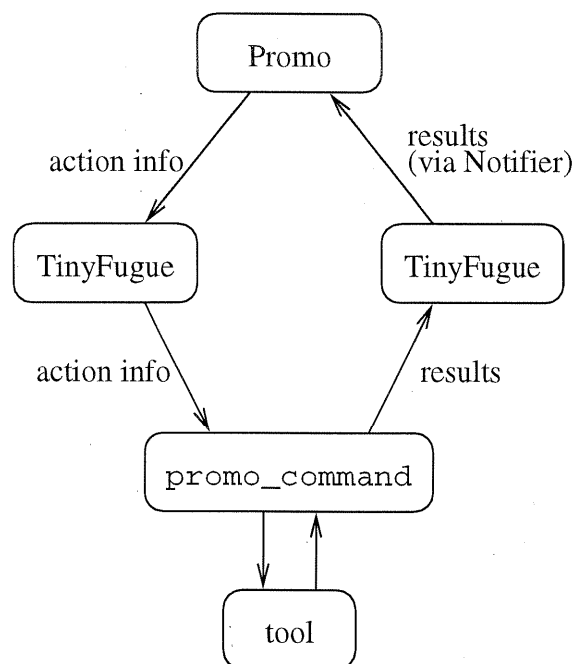 Promo
action info
results
(via Notifier)
TinyFugue
TinyFugue
action info
results
promo_command
tool